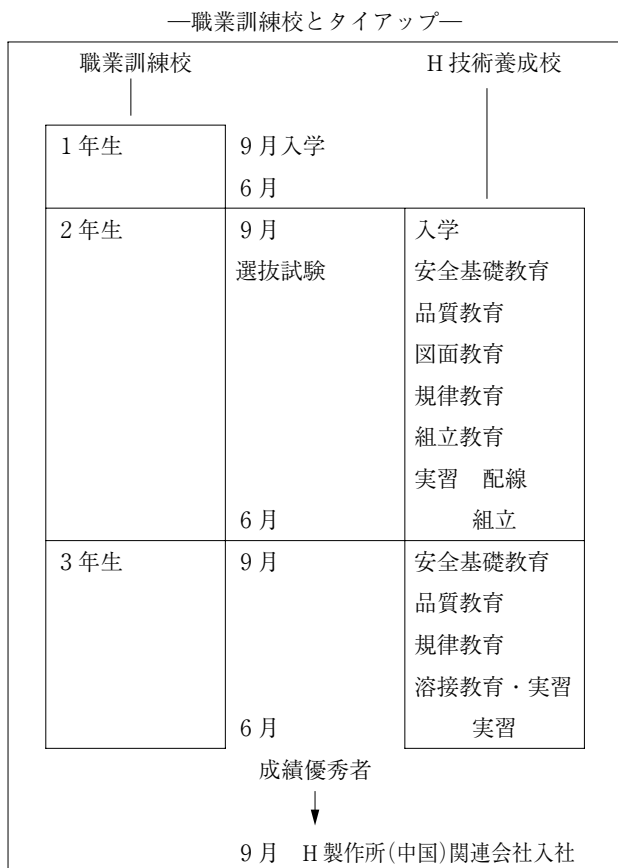 ―職業訓練校とタイアップ―
職業訓練校 H技術養成校
1年生 9月入学
6月
2年生 9月 入学
選抜試験 安全基礎教育
品質教育
図面教育
規律教育
組立教育
実習 配線
6月 組立
3年生 9月 安全基礎教育
品質教育
規律教育
溶接教育・実習
6月 実習
成績優秀者
9月 H製作所(中国)関連会社入社